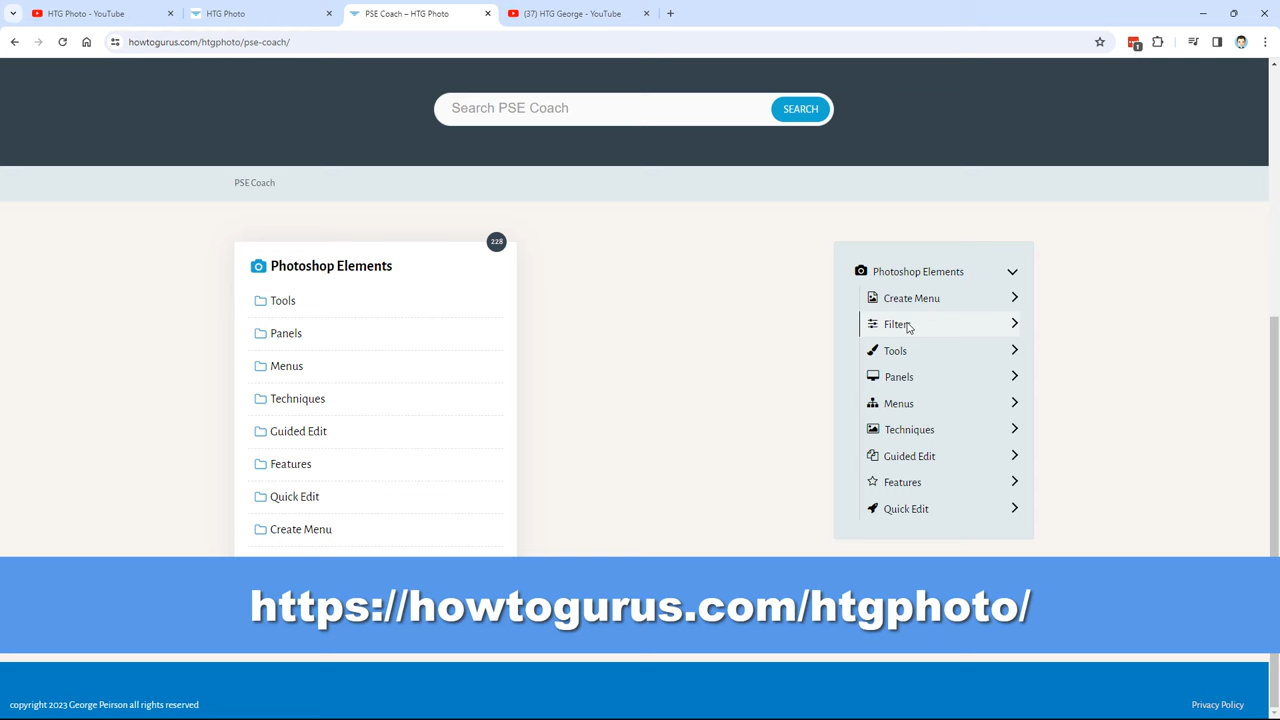 HTG Photo - YouTube
HTG Photo
PSE Coach – HTG Photo
(37) HTG George - YouTube
howtogurus.com/htgphoto/pse-coach/
1
Search PSE Coach
SEARCH
PSE Coach
228
Photoshop Elements
Tools
Panels
Menus
Techniques
Guided Edit
Features
Quick Edit
Create Menu
Photoshop Elements
Create Menu
Filters
Tools
Panels
Menus
Techniques
Guided Edit
Features
Quick Edit
https://howtogurus.com/htgphoto/
copyright 2023 George Peirson all rights reserved
Privacy Policy